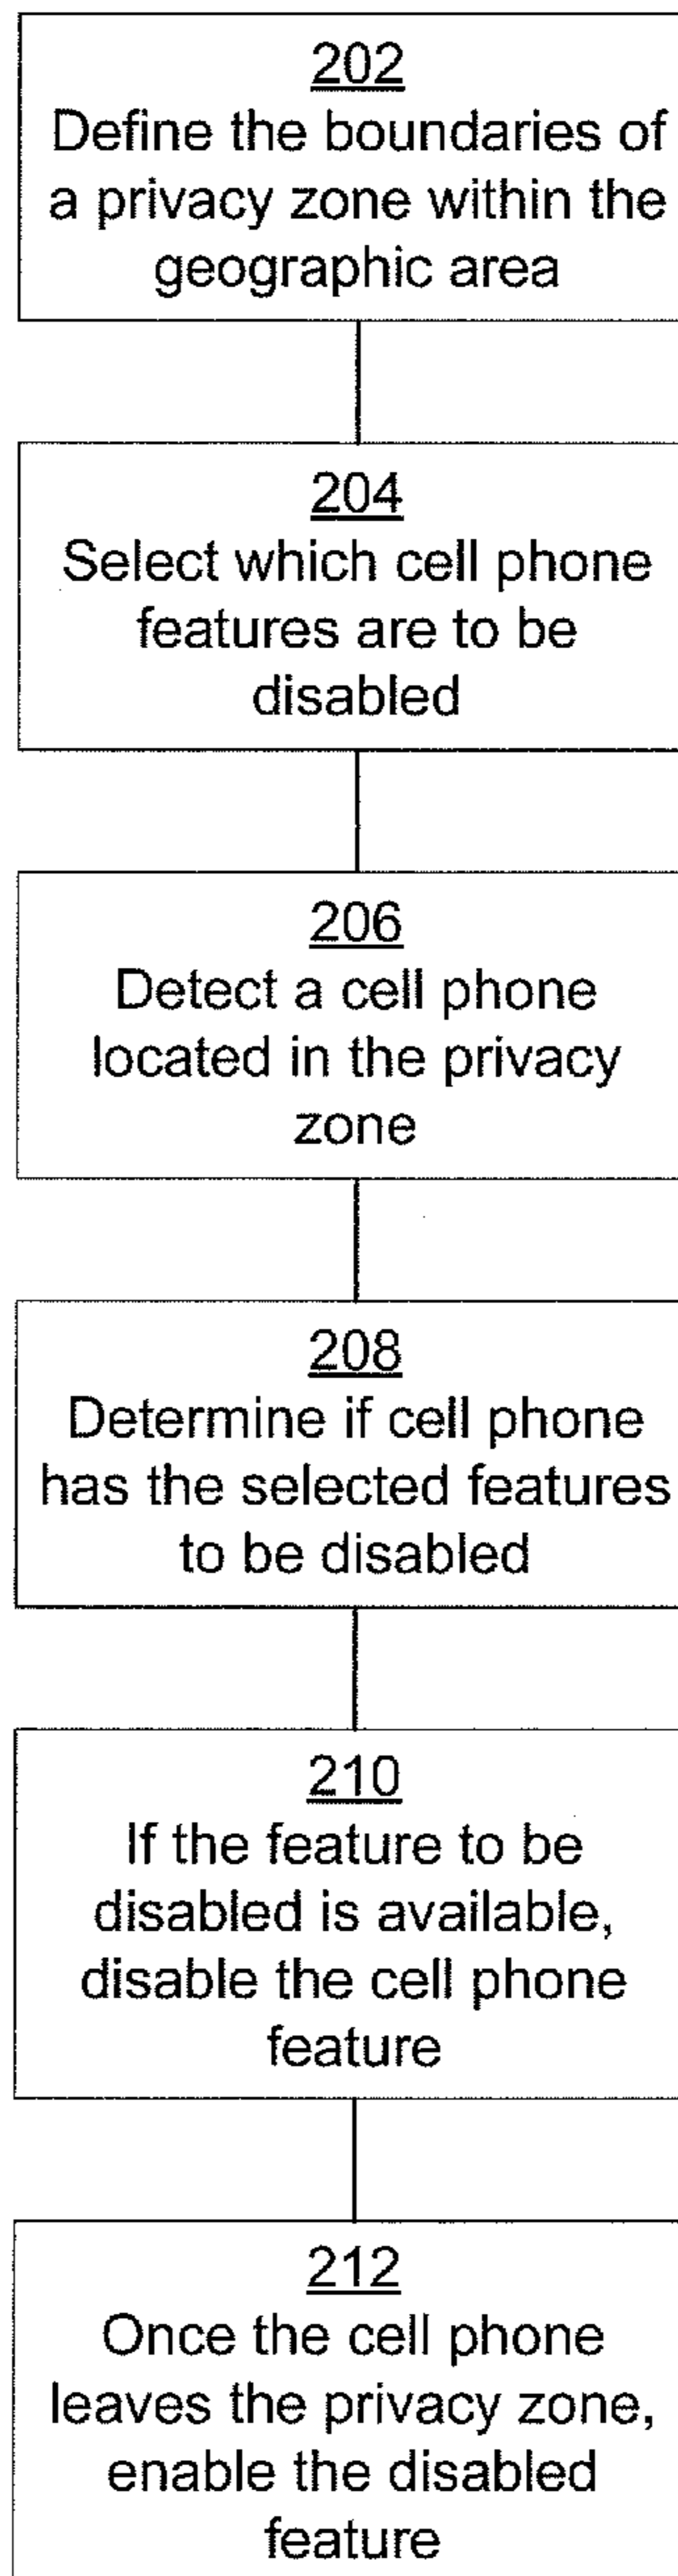 202
Define the boundaries of
a privacy zone within the
geographic area
204
Select which cell phone
features are to be
disabled
206
Detect a cell phone
located in the privacy
zone
208
Determine if cell phone
has the selected features
to be disabled
210
If the feature to be
disabled is available,
disable the cell phone
feature
212
Once the cell phone
leaves the privacy zone,
enable the disabled
feature